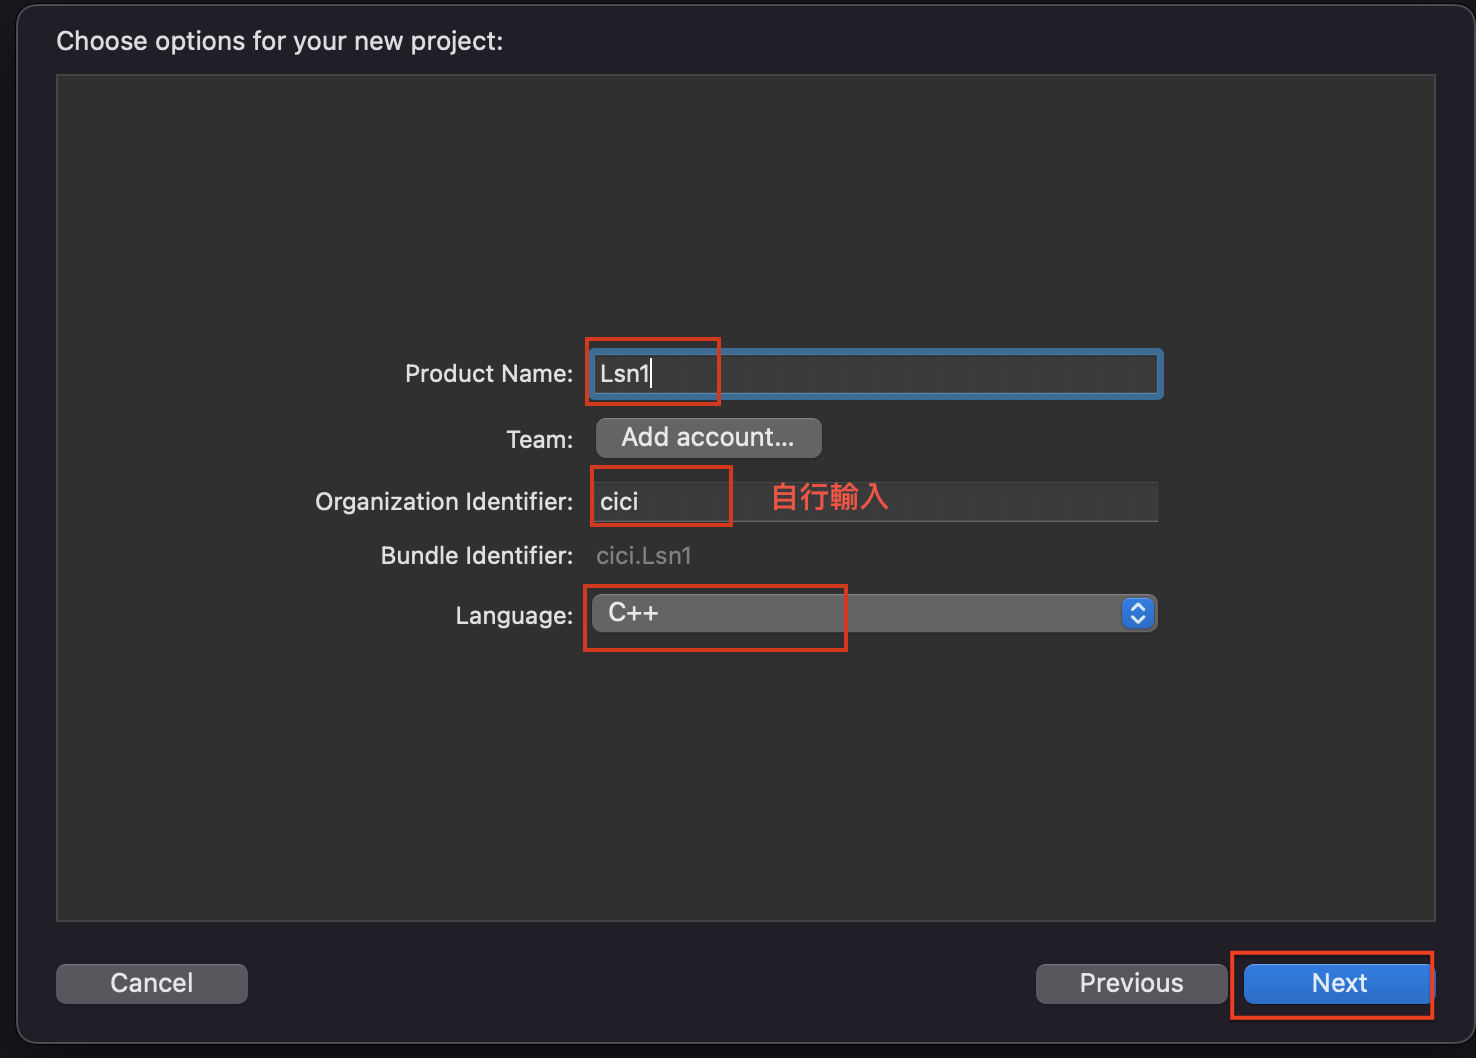 Choose options for your new project:
Product Name: Lsn1
Team: Add account...
Organization Identifier: cici 自行輸入
Bundle Identifier: cici.Lsn1
Language: C++
Cancel Previous Next